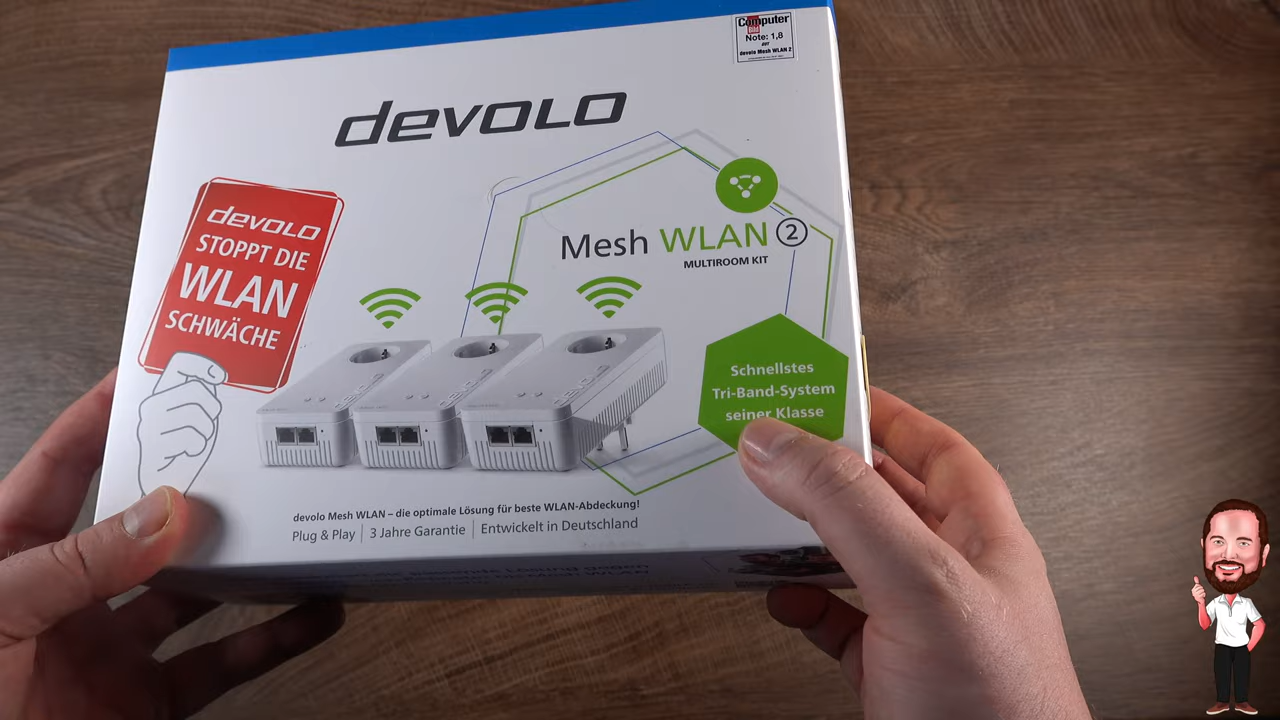 Computer
Bild
Note: 1,8
devolo Mesh WLAN 2
devolo
devolo
STOPPT DIE
WLAN
SCHWÄCHE
Mesh WLAN 2
MULTIROOM KIT
Schnellstes
Tri-Band-System
seiner Klasse
devolo Mesh WLAN – die optimale Lösung für beste WLAN-Abdeckung!
Plug & Play | 3 Jahre Garantie | Entwickelt in Deutschland